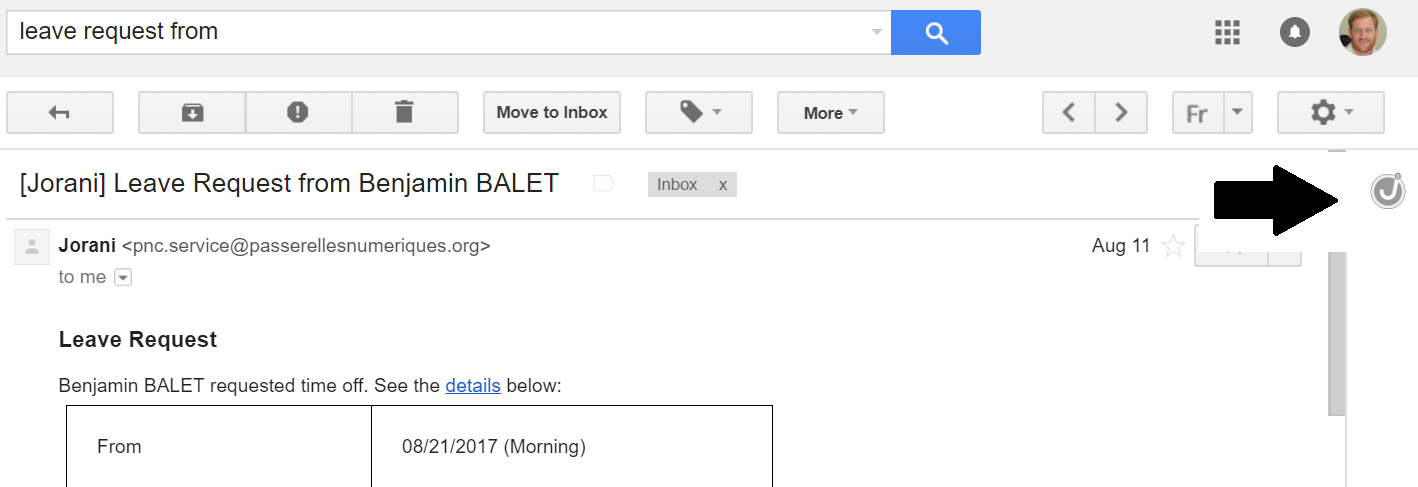 leave request from
Move to Inbox
More
Fr
[Jorani] Leave Request from Benjamin BALET
Inbox x
Jorani <pnc.service@passerellesnumeriques.org>
Aug 11
to me
Leave Request
Benjamin BALET requested time off. See the details below:
From 08/21/2017 (Morning)